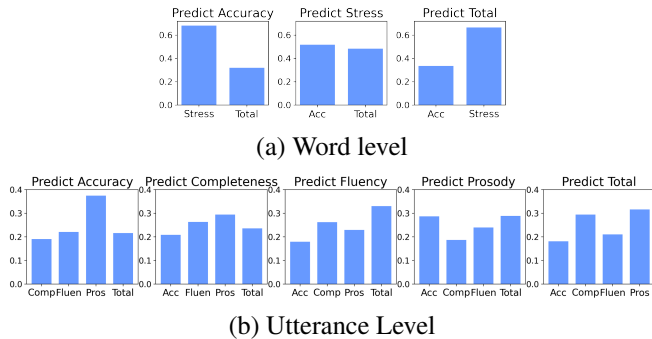 Predict Accuracy Predict Stress Predict Total
0.6 0.6 0.6
0.4 0.4 0.4
0.2 0.2 0.2
0.0 0.0 0.0
Stress Total Acc Total Acc Stress
(a) Word level
Predict Accuracy Predict Completeness Predict Fluency Predict Prosody Predict Total
0.4 0.4 0.4 0.4 0.4
0.3 0.3 0.3 0.3 0.3
0.2 0.2 0.2 0.2 0.2
0.1 0.1 0.1 0.1 0.1
0.0 0.0 0.0 0.0 0.0
Comp Fluen Pros Total Acc Fluen Pros Total Acc Comp Pros Total Acc Comp Fluen Total Acc Comp Fluen Pros
(b) Utterance Level